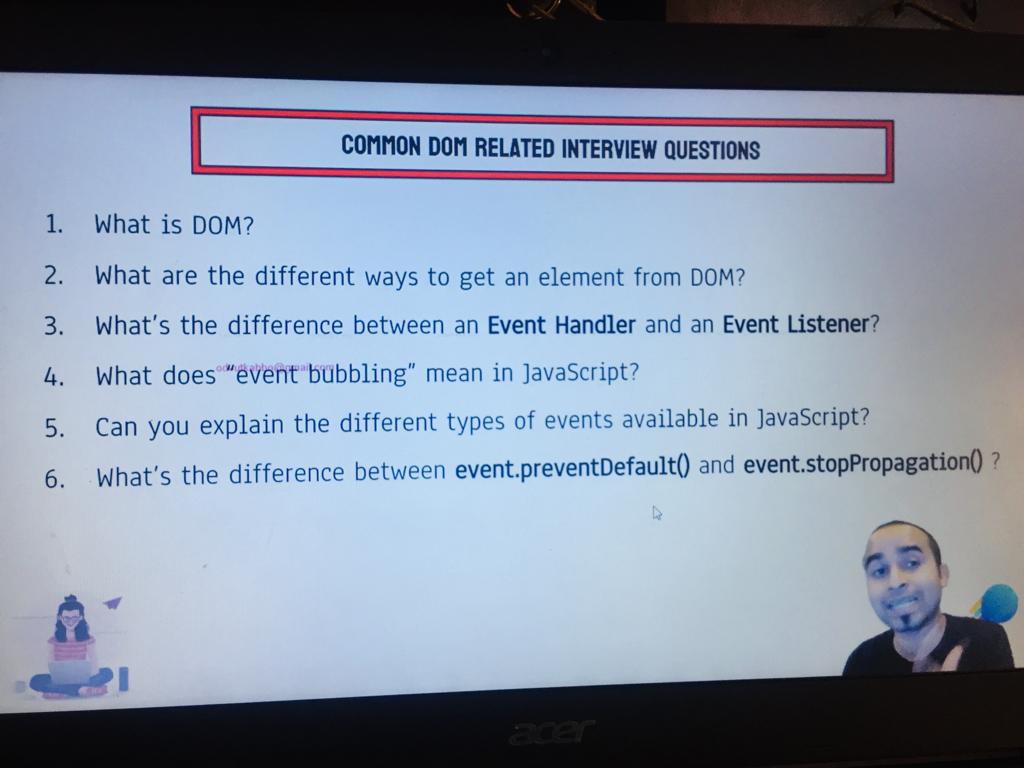 COMMON DOM RELATED INTERVIEW QUESTIONS
1. What is DOM?
2. What are the different ways to get an element from DOM?
3. What's the difference between an Event Handler and an Event Listener?
4. What does "event bubbling" mean in JavaScript?
5. Can you explain the different types of events available in JavaScript?
6. What's the difference between event.preventDefault() and event.stopPropagation() ?
acer